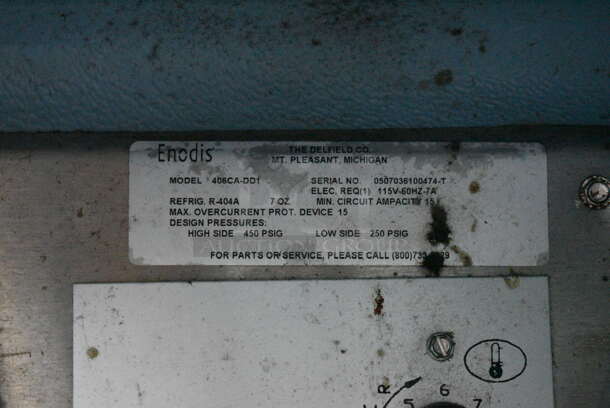 Enodis
THE DELFIELD CO.
MT. PLEASANT, MICHIGAN
MODEL 406CA-DD1 SERIAL NO. 0507036100474-T
ELEC. REQ(1) 115V-60HZ-7A
REFRIG. R-404A 7 OZ. MIN. CIRCUIT AMPACITY 15
MAX. OVERCURRENT PROT. DEVICE 15
DESIGN PRESSURES:
HIGH SIDE 450 PSIG LOW SIDE 250 PSIG
FOR PARTS OR SERVICE, PLEASE CALL
R
5 6 7